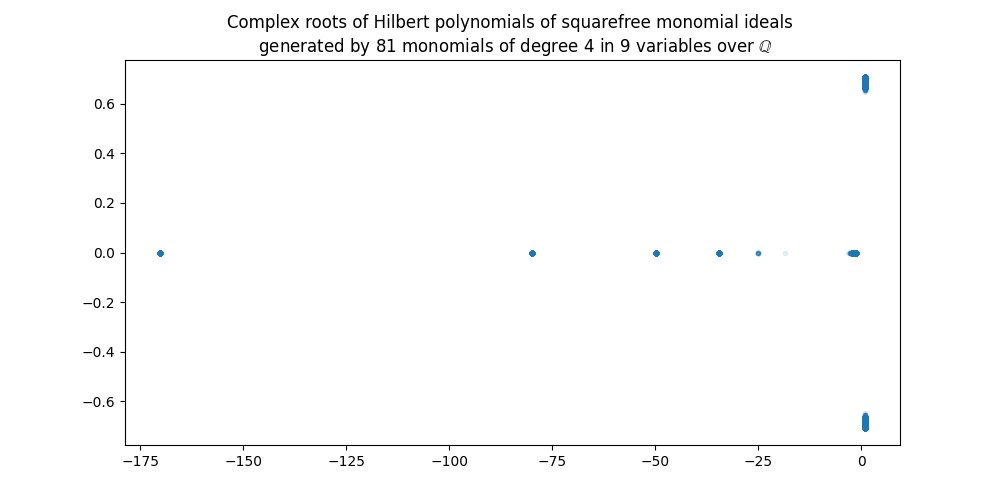 Complex roots of Hilbert polynomials of squarefree monomial ideals
generated by 81 monomials of degree 4 in 9 variables over ℚ
0.6
0.4
0.2
0.0
−0.2
−0.4
−0.6
−175 −150 −125 −100 −75 −50 −25 0